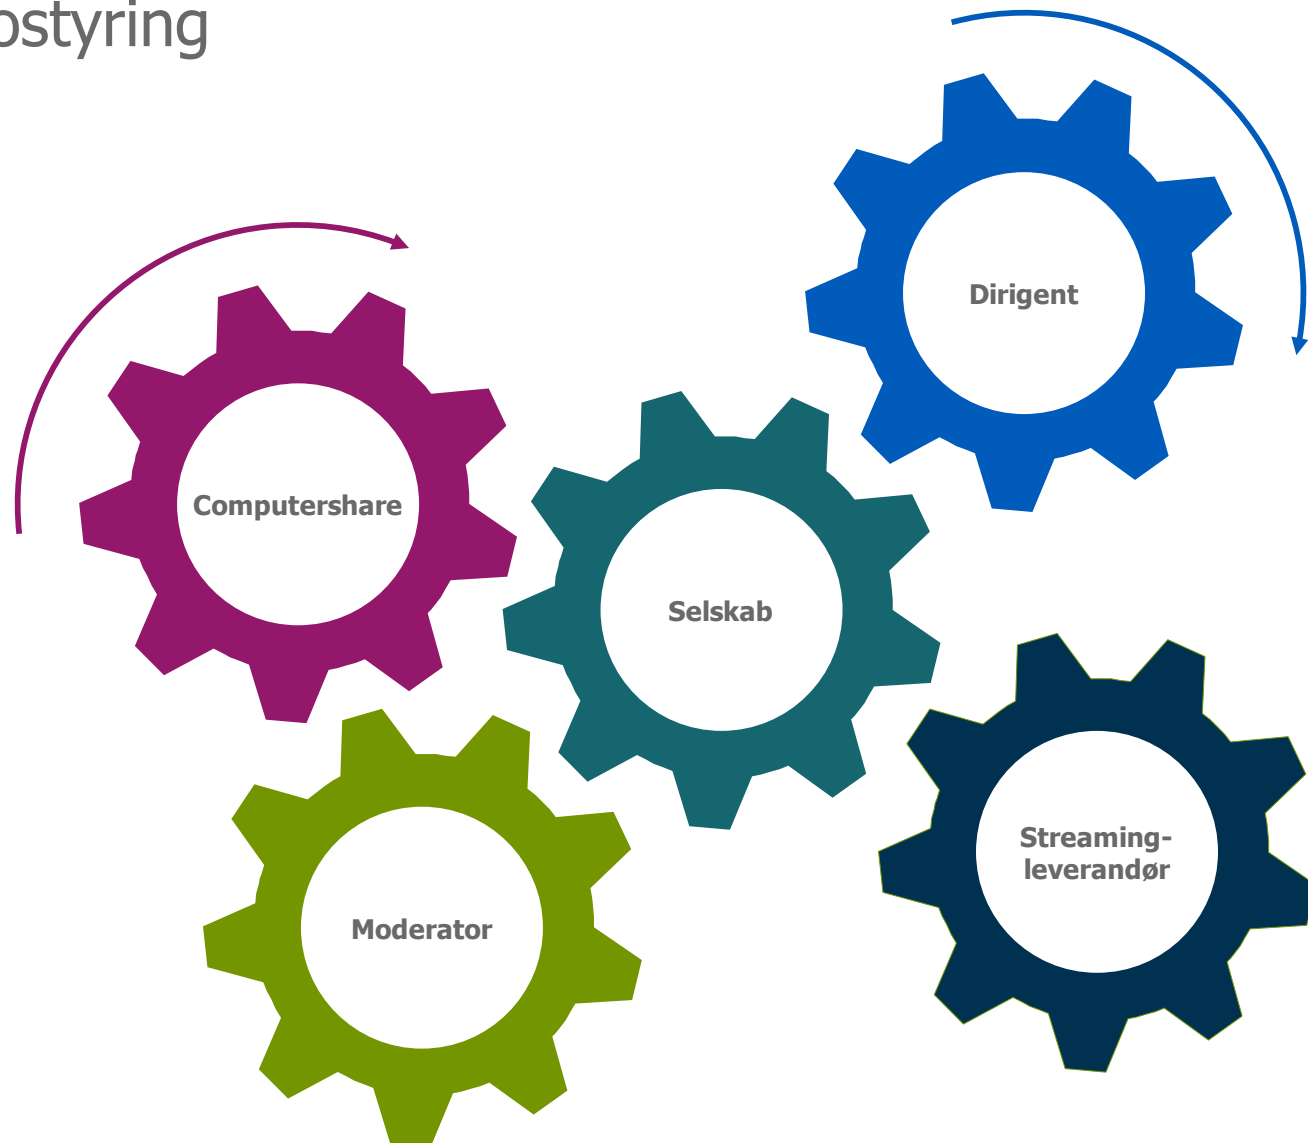 ostyring
Dirigent
Computershare
Selskab
Streaming-
leverandør
Moderator